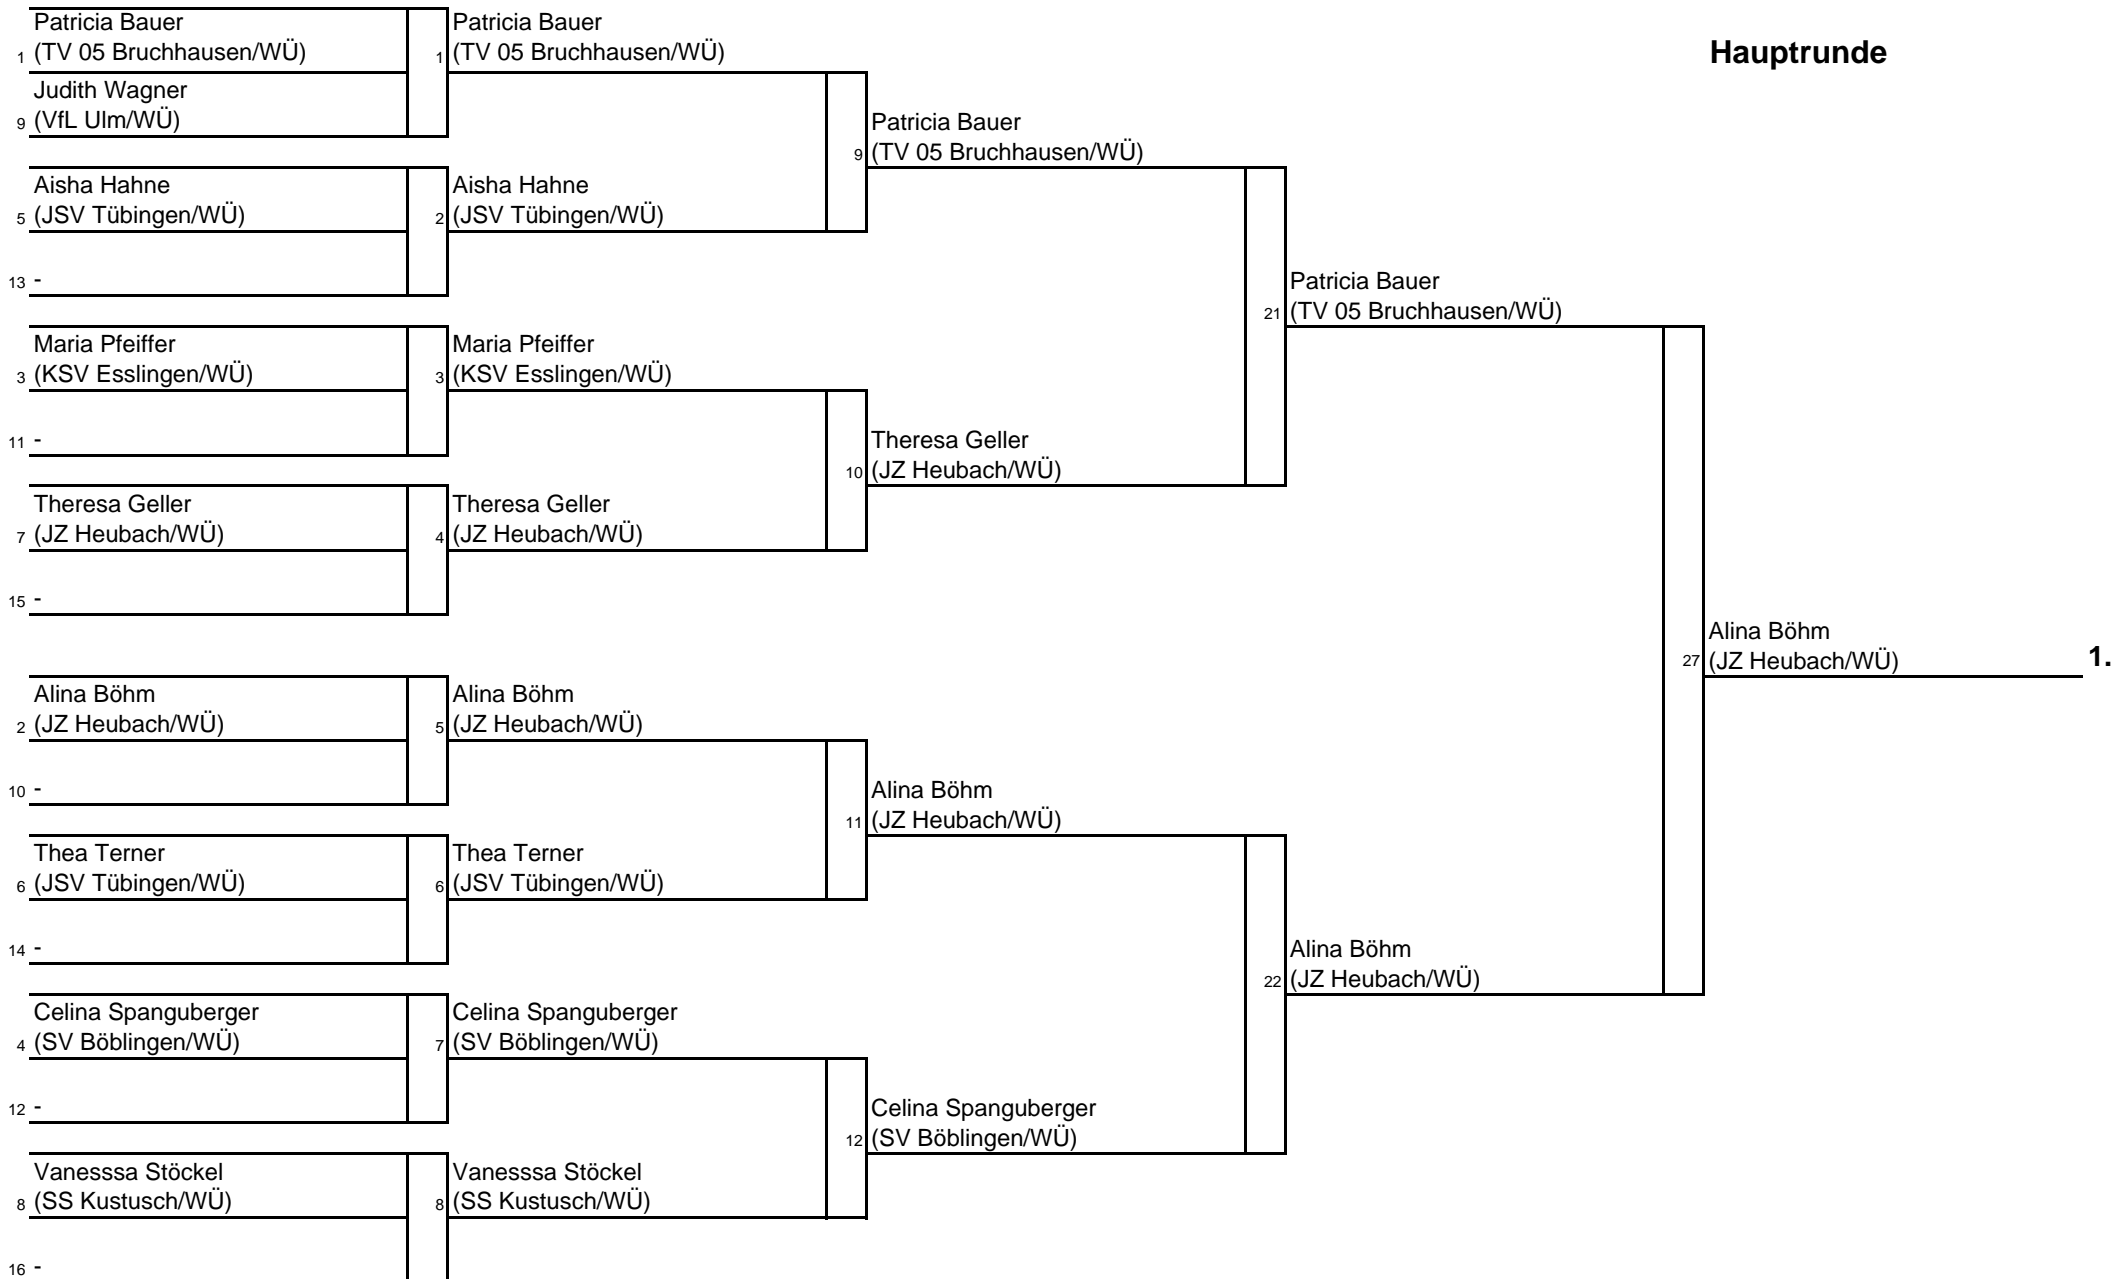 Hauptrunde
Patricia Bauer
1 (TV 05 Bruchhausen/WÜ)
Judith Wagner
9 (VfL Ulm/WÜ)
Aisha Hahne
5 (JSV Tübingen/WÜ)
13 -
Maria Pfeiffer
3 (KSV Esslingen/WÜ)
11 -
Theresa Geller
7 (JZ Heubach/WÜ)
15 -
Alina Böhm
2 (JZ Heubach/WÜ)
10 -
Thea Terner
6 (JSV Tübingen/WÜ)
14 -
Celina Spanguberger
4 (SV Böblingen/WÜ)
12 -
Vanesssa Stöckel
8 (SS Kustusch/WÜ)
16 -
Patricia Bauer
1 (TV 05 Bruchhausen/WÜ)
Aisha Hahne
2 (JSV Tübingen/WÜ)
Maria Pfeiffer
3 (KSV Esslingen/WÜ)
Theresa Geller
4 (JZ Heubach/WÜ)
Alina Böhm
5 (JZ Heubach/WÜ)
Thea Terner
6 (JSV Tübingen/WÜ)
Celina Spanguberger
7 (SV Böblingen/WÜ)
Vanesssa Stöckel
8 (SS Kustusch/WÜ)
Patricia Bauer
9 (TV 05 Bruchhausen/WÜ)
Theresa Geller
10 (JZ Heubach/WÜ)
Alina Böhm
11 (JZ Heubach/WÜ)
Celina Spanguberger
12 (SV Böblingen/WÜ)
Patricia Bauer
21 (TV 05 Bruchhausen/WÜ)
Alina Böhm
22 (JZ Heubach/WÜ)
Alina Böhm
27 (JZ Heubach/WÜ) 1.